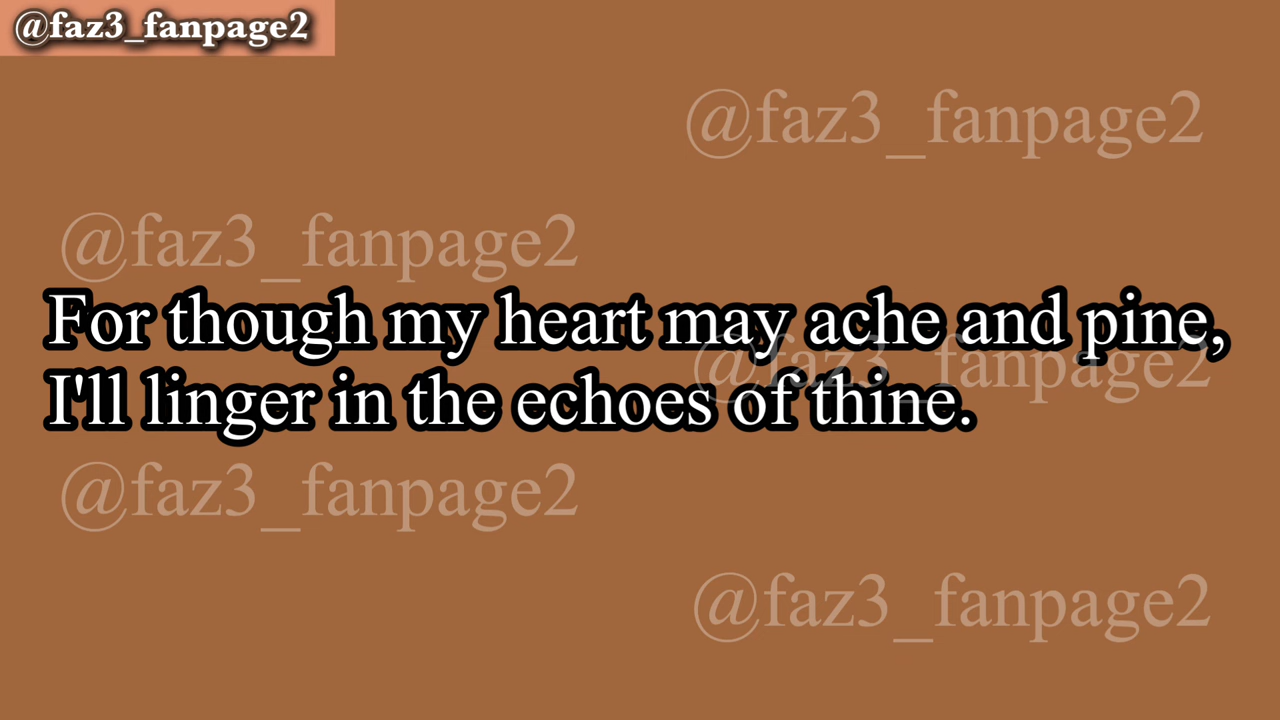 @faz3_fanpage2
@faz3_fanpage2
@faz3_fanpage2
For though my heart may ache and pine,
@faz3_fanpage2
I'll linger in the echoes of thine.
@faz3_fanpage2
@faz3_fanpage2